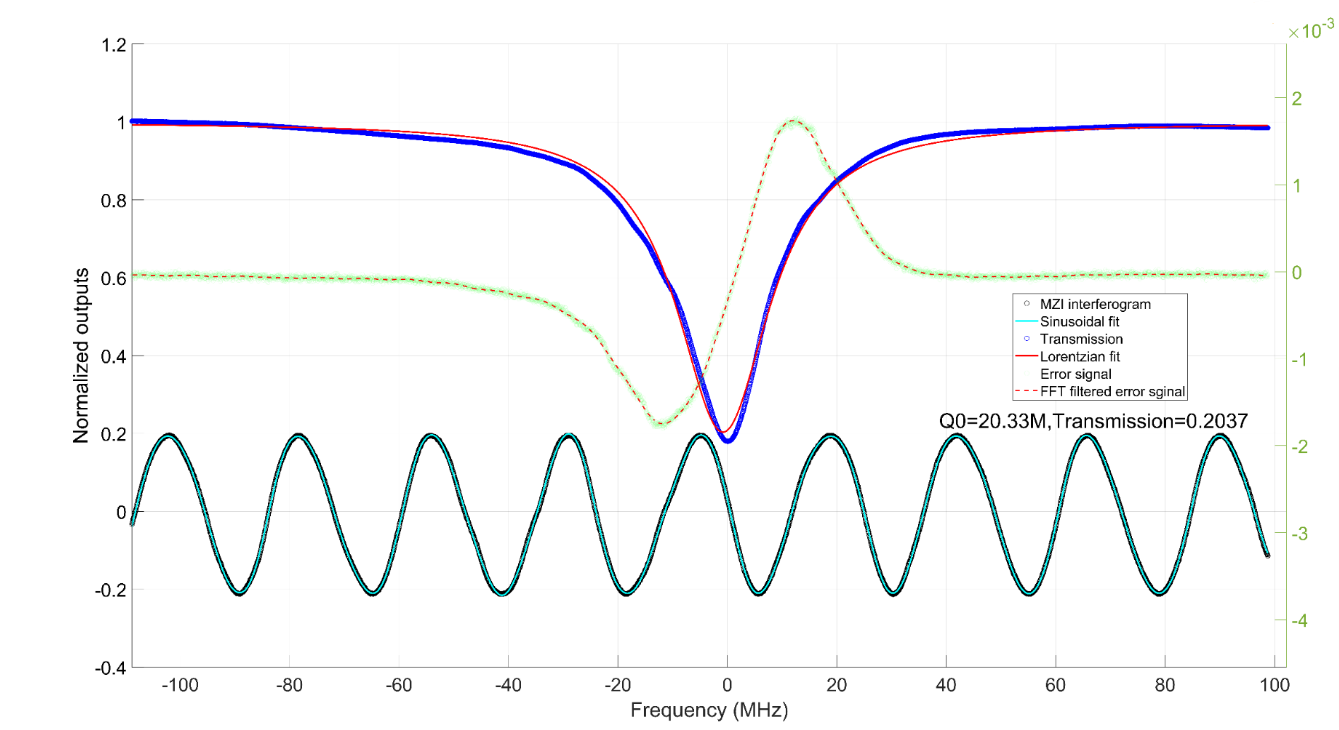 ×10-3
1.2
1
0.8
0.6
0.4
0.2
0
-0.2
-0.4
Normalized outputs
2
1
0
-1
-2
-3
-4
MZI interferogram
Sinusoidal fit
Transmission
Lorentzian fit
Error signal
FFT filtered error sginal
Q0=20.33M,Transmission=0.2037
-100 -80 -60 -40 -20 0 20 40 60 80 100
Frequency (MHz)